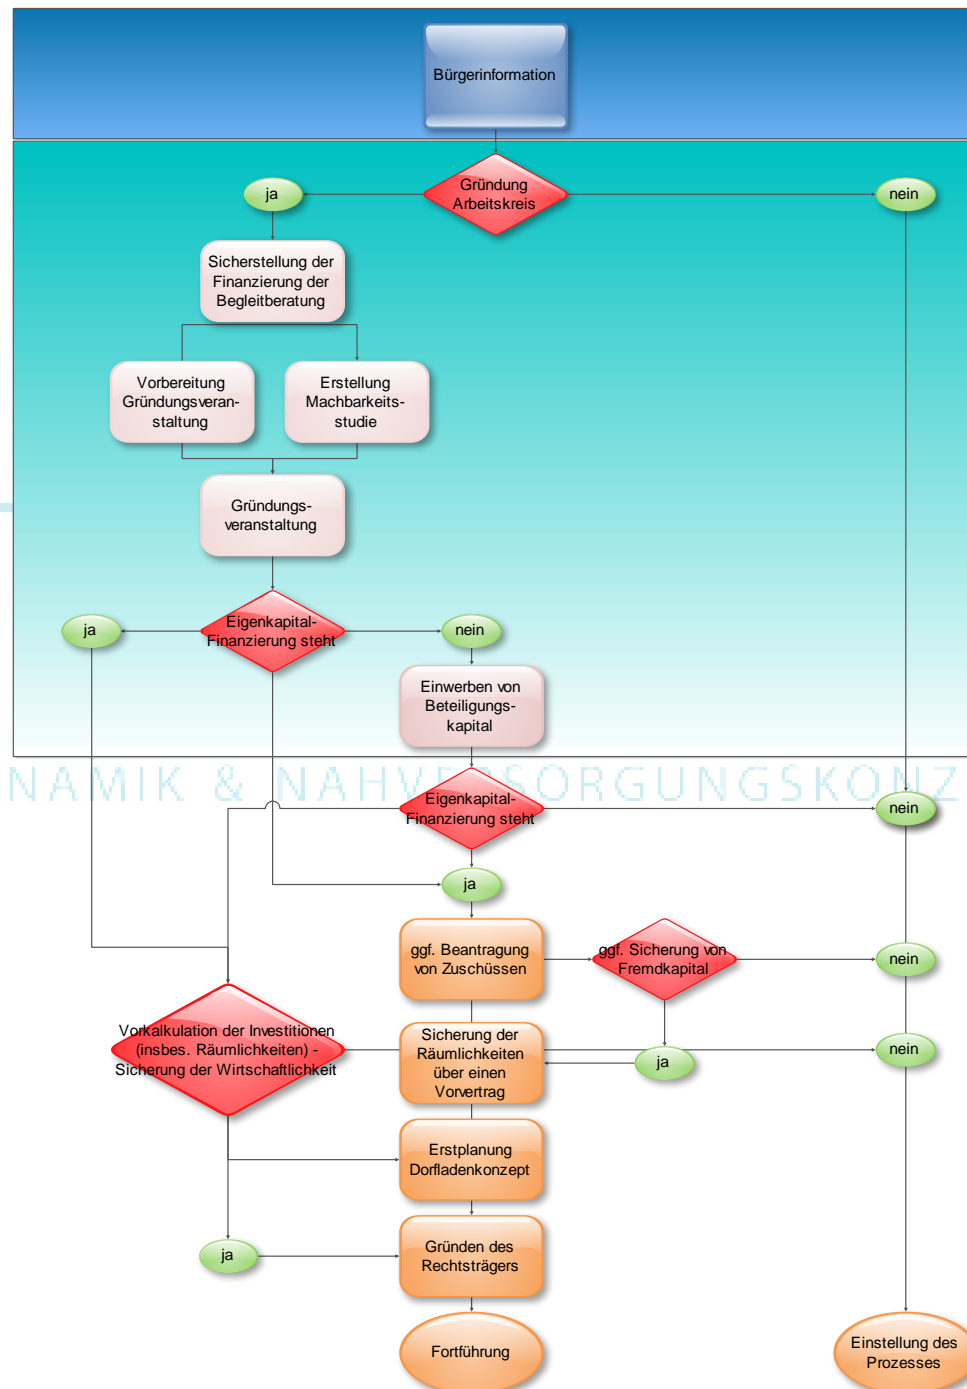 Bürgerinformation
Gründung
Arbeitskreis
ja
nein
Sicherstellung der
Finanzierung der
Begleitberatung
Vorbereitung
Gründungsveran-
staltung
Erstellung
Machbarkeits-
studie
Gründungs-
veranstaltung
Eigenkapital-
Finanzierung steht
ja
nein
Einwerben von
Beteiligungs-
kapital
NAMIK & NAHVERSORGUNGSKONZ
Eigenkapital-
Finanzierung steht
nein
ja
ggf. Beantragung
von Zuschüssen
ggf. Sicherung von
Fremdkapital
nein
Vorkalkulation der Investitionen
(insbes. Räumlichkeiten) -
Sicherung der Wirtschaftlichkeit
Sicherung der
Räumlichkeiten
über einen
Vorvertrag
ja
nein
Erstplanung
Dorfladenkonzept
ja
Gründen des
Rechtsträgers
Fortführung
Einstellung des
Prozesses